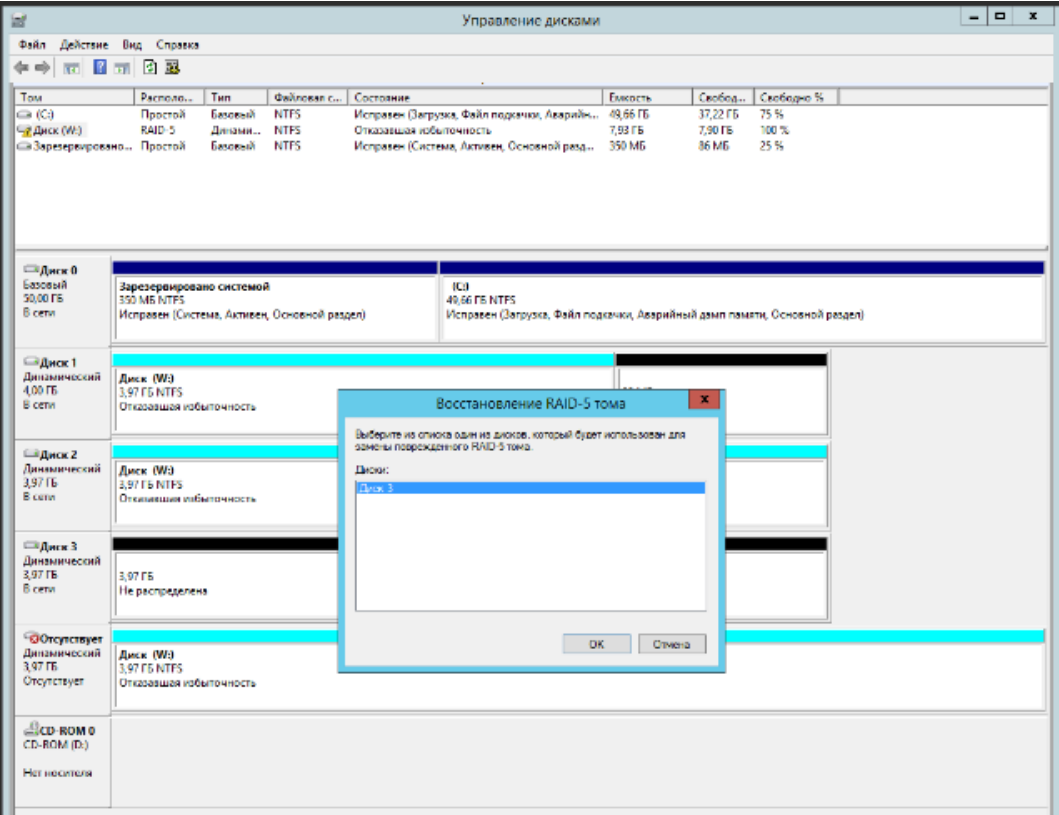 Управление дисками
Файл Действие Вид Справка
Том Располо... Тип Файловая с... Состояние Емкость Свобод... Свободно %
(C:) Простой Базовый NTFS Исправен (Загрузка, Файл подкачки, Аварийн... 49,66 ГБ 37,22 ГБ 75 %
Диск (W:) RAID-5 Динами... NTFS Отказавшая избыточность 7,93 ГБ 7,90 ГБ 100 %
Зарезервировано... Простой Базовый NTFS Исправен (Система, Активен, Основной разд... 350 МБ 86 МБ 25 %
Диск 0
Базовый
50,00 ГБ
В сети
Зарезервировано системой
350 МБ NTFS
Исправен (Система, Активен, Основной раздел)
(C:)
49,66 ГБ NTFS
Исправен (Загрузка, Файл подкачки, Аварийный дамп памяти, Основной раздел)
Диск 1
Динамический
4,00 ГБ
В сети
Диск (W:)
3,97 ГБ NTFS
Отказавшая избыточность
Диск 2
Динамический
3,97 ГБ
В сети
Диск (W:)
3,97 ГБ NTFS
Отказавшая избыточность
Диск 3
Динамический
3,97 ГБ
В сети
3,97 ГБ
Не распределена
Отсутствует
Динамический
3,97 ГБ
Отсутствует
Диск (W:)
3,97 ГБ NTFS
Отказавшая избыточность
CD-ROM 0
CD-ROM (D:)
Нет носителя
Восстановление RAID-5 тома
Выберите из списка один из дисков, который будет использован для
замены поврежденного RAID-5 тома.
Диски:
Диск 3
OK Отмена